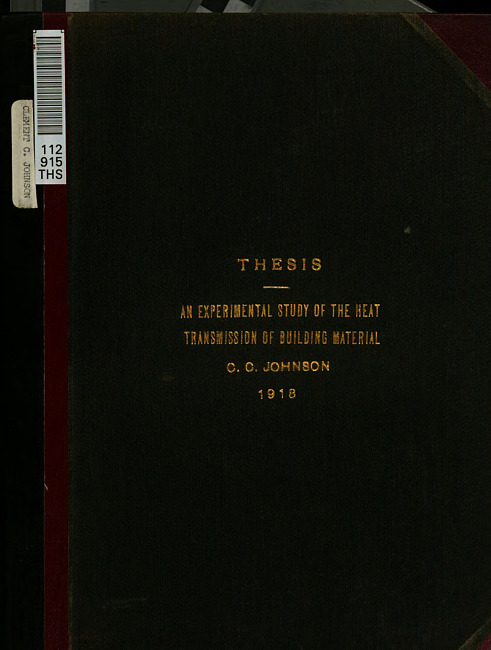 CLEMENT C. JOHNSON
112
915
THS
THESIS
AN EXPERIMENTAL STUDY OF THE HEAT
TRANSMISSION OF BUILDING MATERIAL
C. C. JOHNSON
1918